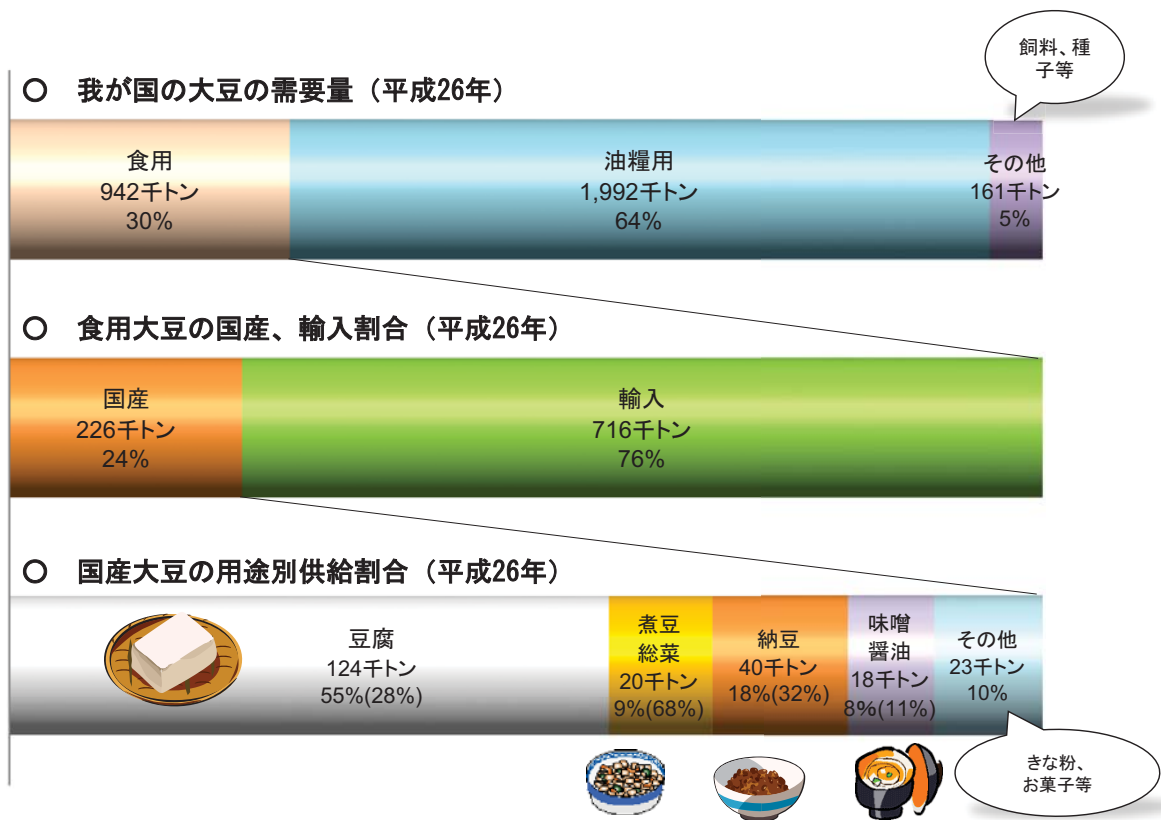 飼料、種
子等
○ 我が国の大豆の需要量（平成26年）
食用
942千トン
30%
油糧用
1,992千トン
64%
その他
161千トン
5%
○ 食用大豆の国産、輸入割合（平成26年）
国産
226千トン
24%
輸入
716千トン
76%
○ 国産大豆の用途別供給割合（平成26年）
豆腐
124千トン
55%(28%)
煮豆
総菜
20千トン
9%(68%)
納豆
40千トン
18%(32%)
味噌
醤油
18千トン
8%(11%)
その他
23千トン
10%
きな粉、
お菓子等